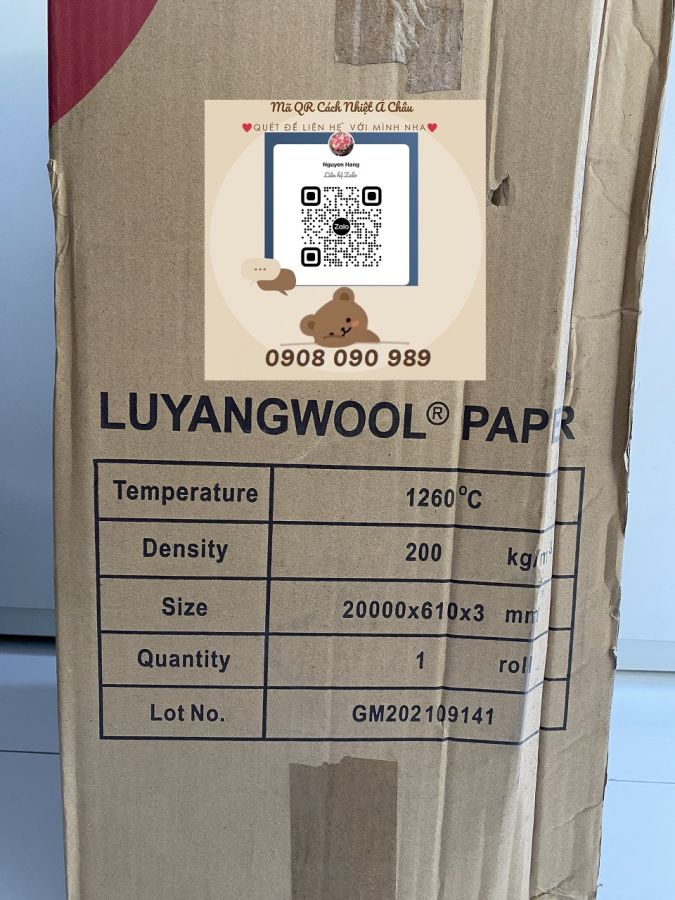 Mã QR Cách Nhiệt Á Châu
QUÉT ĐỂ LIÊN HỆ VỚI MÌNH NHA
Nguyen Hang
Liên hệ Zalo
Zalo
0908 090 989
LUYANGWOOL® PAPR
Temperature 1260°C
Density 200 kg/m³
Size 20000x610x3 mm
Quantity 1 roll
Lot No. GM202109141